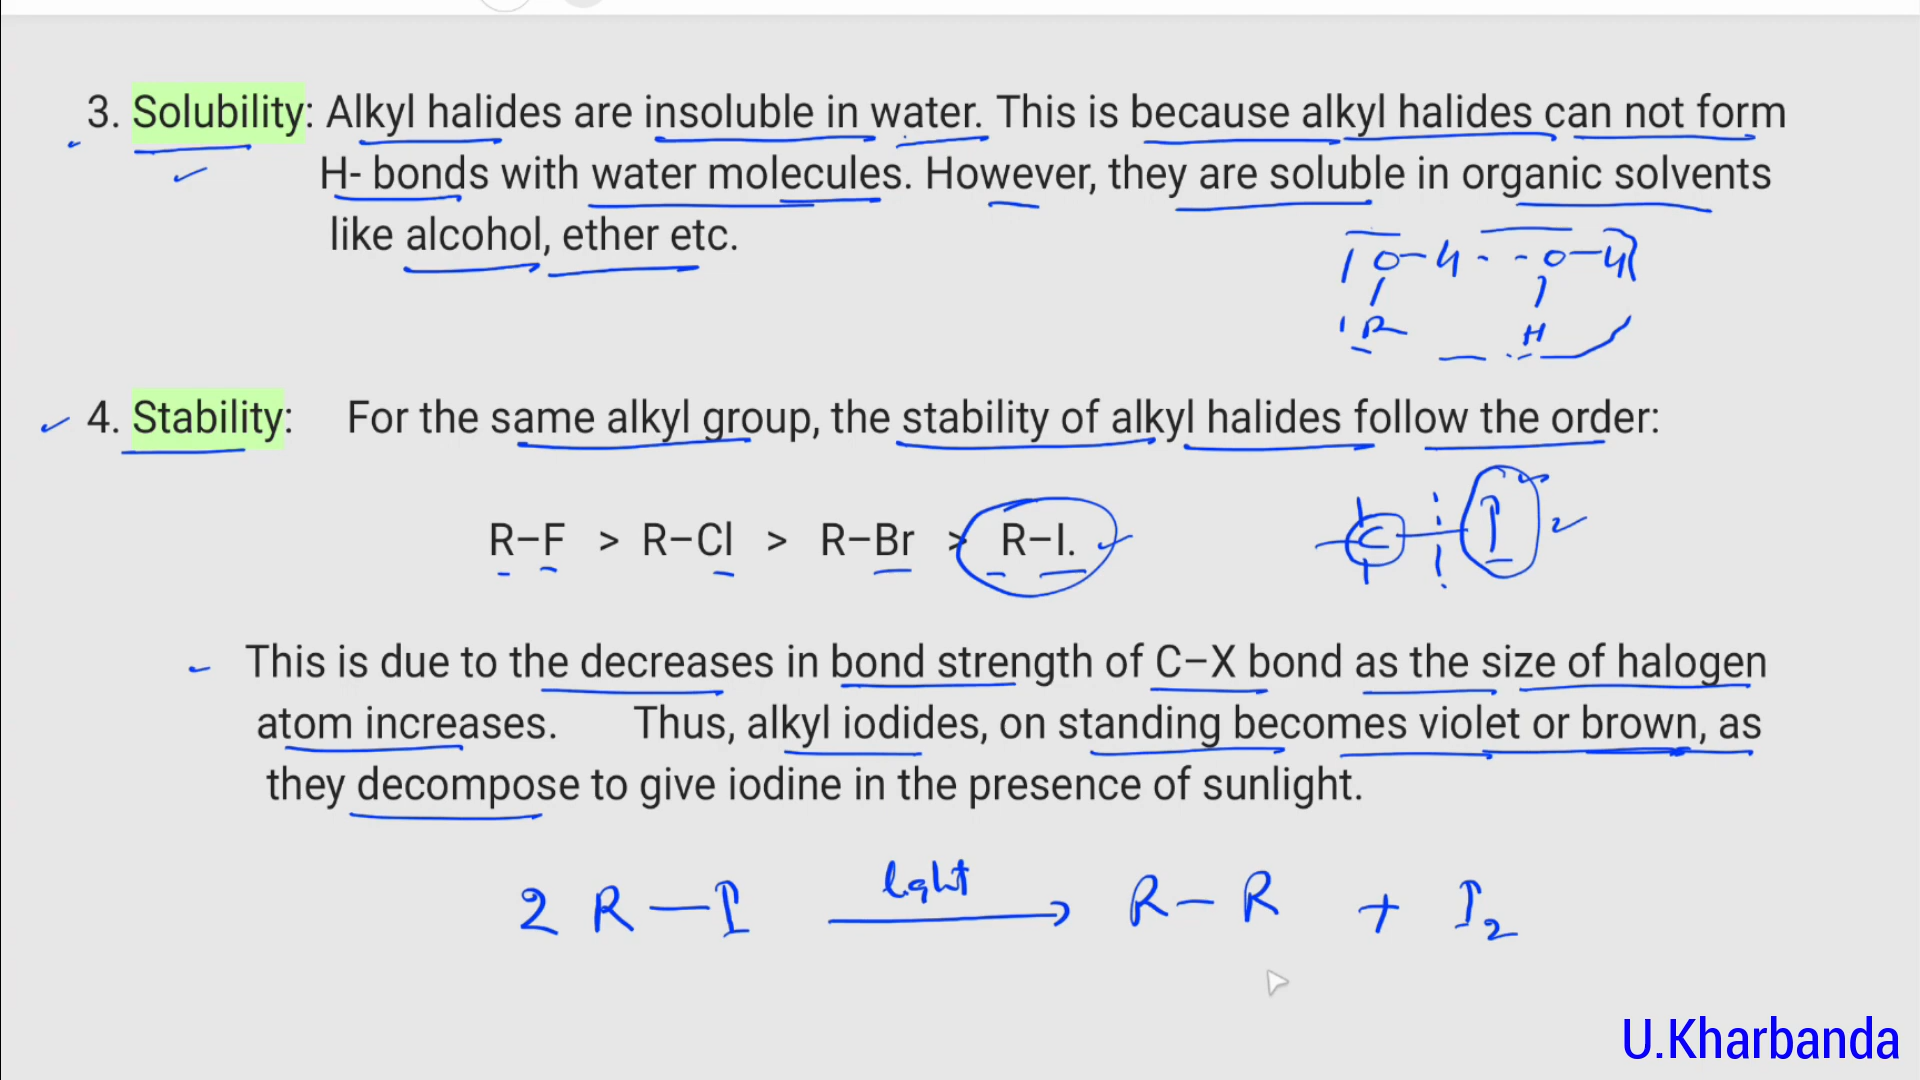 3. Solubility: Alkyl halides are insoluble in water. This is because alkyl halides can not form
H- bonds with water molecules. However, they are soluble in organic solvents
like alcohol, ether etc.
O-H---O-H
R H
4. Stability: For the same alkyl group, the stability of alkyl halides follow the order:
R–F > R–Cl > R–Br > R–I.
C–I
This is due to the decreases in bond strength of C–X bond as the size of halogen
atom increases. Thus, alkyl iodides, on standing becomes violet or brown, as
they decompose to give iodine in the presence of sunlight.
light
2 R—I → R–R + I₂
U.Kharbanda